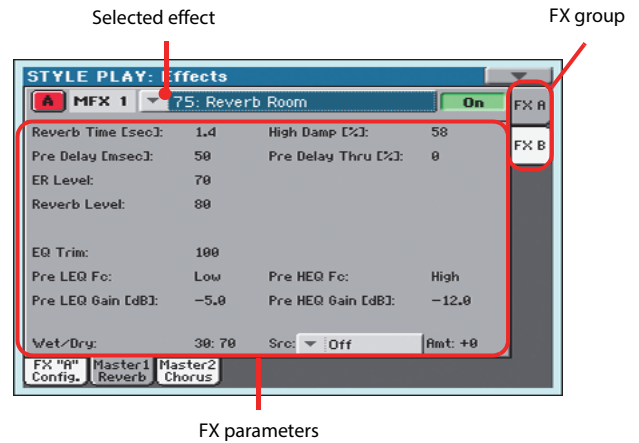 Selected effect
FX group
STYLE PLAY: Effects
A MFX 1 75: Reverb Room On FX A
Reverb Time [sec]: 1.4 High Damp [%]: 58
FX B
Pre Delay [msec]: 50 Pre Delay Thru [%]: 0
ER Level: 70
Reverb Level: 80
EQ Trim: 100
Pre LEQ Fc: Low Pre HEQ Fc: High
Pre LEQ Gain [dB]: -5.0 Pre HEQ Gain [dB]: -12.0
Wet/Dry: 30:70 Src: Off Amt: +0
FX "A" Master1 Master2
Config. Reverb Chorus
FX parameters